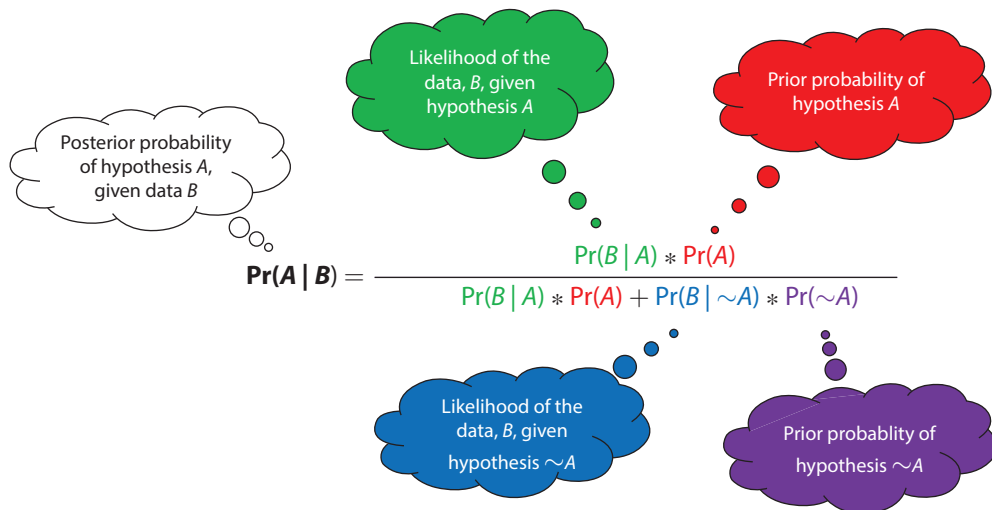 Likelihood of the
data, B, given
hypothesis A
Prior probability of
hypothesis A
Posterior probability
of hypothesis A,
given data B
Pr(A | B) =
Pr(B | A) ∗ Pr(A)
Pr(B | A) ∗ Pr(A) + Pr(B | ∼A) ∗ Pr(∼A)
Likelihood of the
data, B, given
hypothesis ∼A
Prior probablity of
hypothesis ∼A